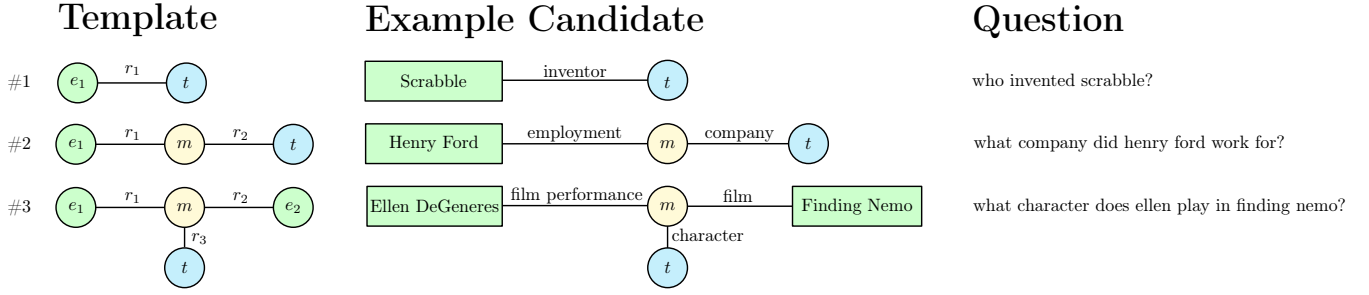 Template Example Candidate Question
#1 e₁ r₁ t Scrabble inventor t who invented scrabble?
#2 e₁ r₁ m r₂ t Henry Ford employment m company t what company did henry ford work for?
#3 e₁ r₁ m r₂ e₂ Ellen DeGeneres film performance m film Finding Nemo what character does ellen play in finding nemo?
r₃ character
t t